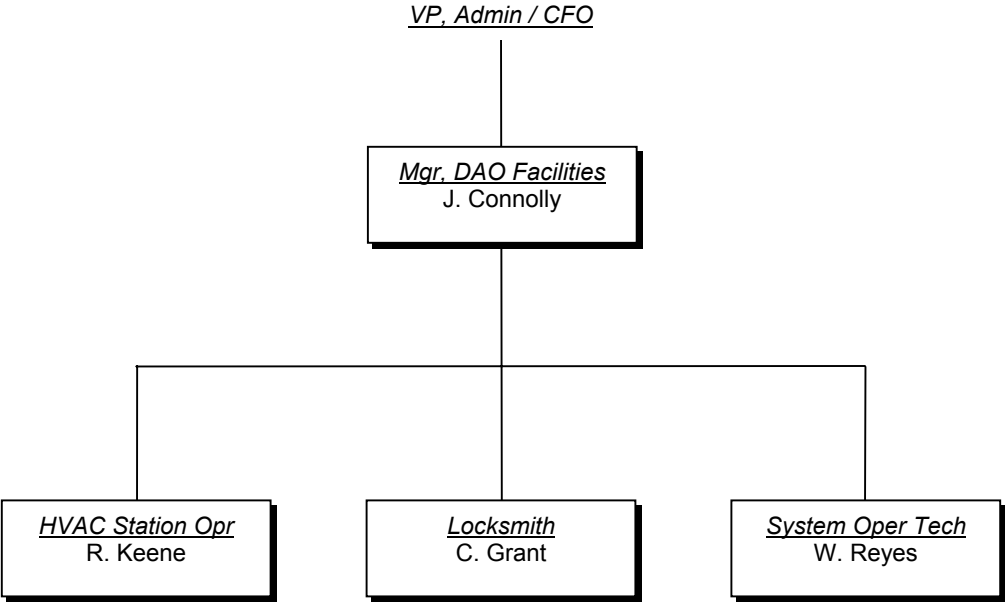 VP, Admin / CFO
Mgr, DAO Facilities
J. Connolly
HVAC Station Opr
R. Keene
Locksmith
C. Grant
System Oper Tech
W. Reyes